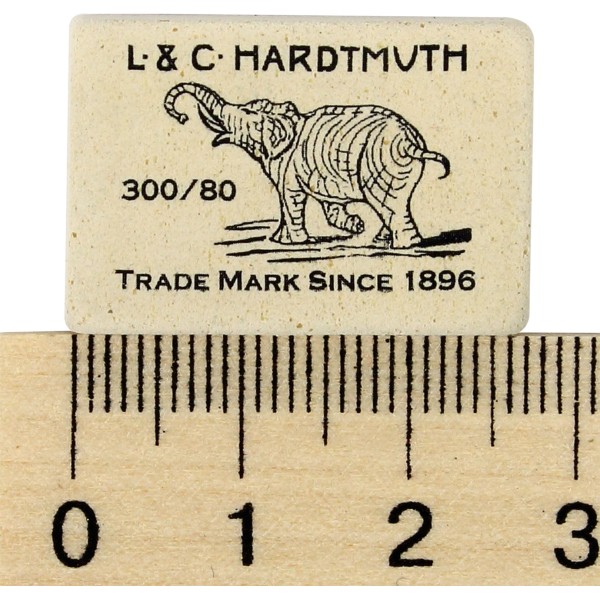 L·&C·HARDTMUTH
300/80
TRADE MARK SINCE 1896
0 1 2 3